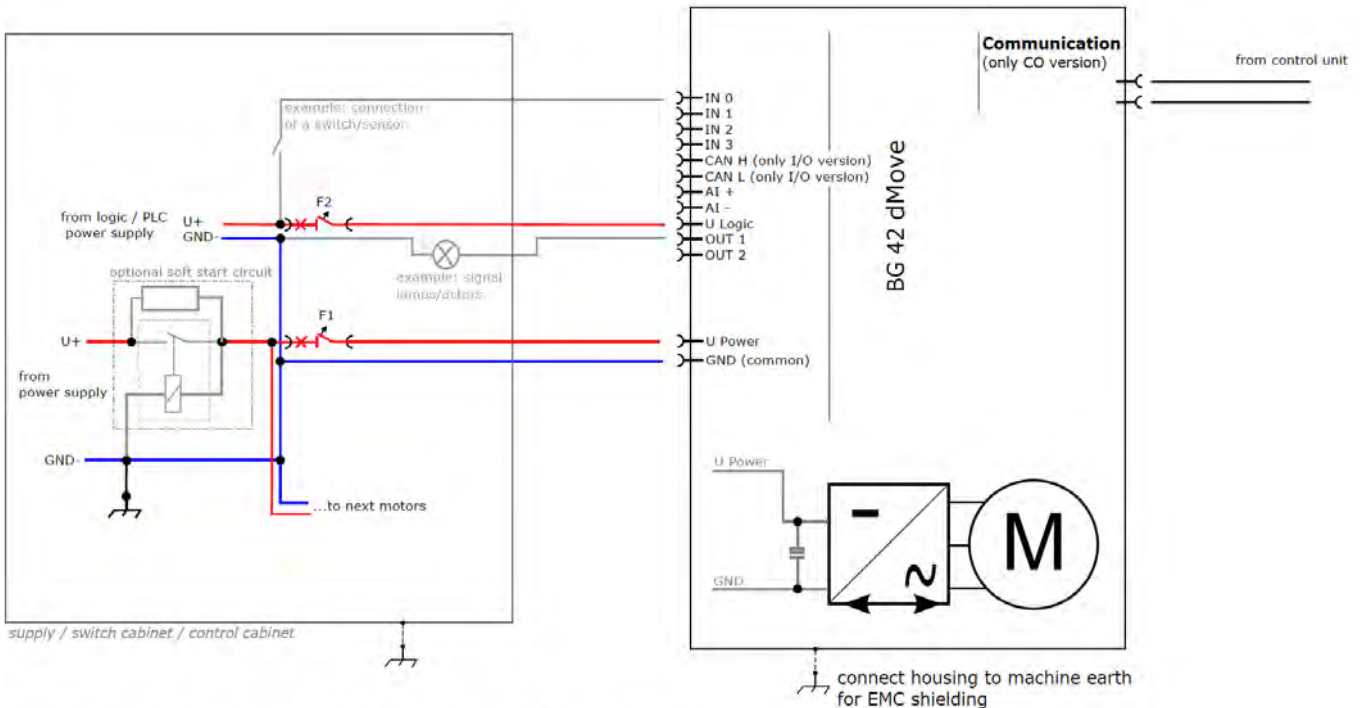 Communication
(only CO version)
from control unit
example: connection
of a switch/sensor
IN 0
IN 1
IN 2
IN 3
CAN H (only I/O version)
CAN L (only I/O version)
AI +
AI -
U Logic
OUT 1
OUT 2
BG 42 dMove
F2
from logic / PLC
power supply
U+
GND-
optional soft start circuit
example: signal
lamps/actors
F1
U+
U Power
GND (common)
from
power supply
GND-
...to next motors
U Power
GND
M
supply / switch cabinet / control cabinet
connect housing to machine earth
for EMC shielding